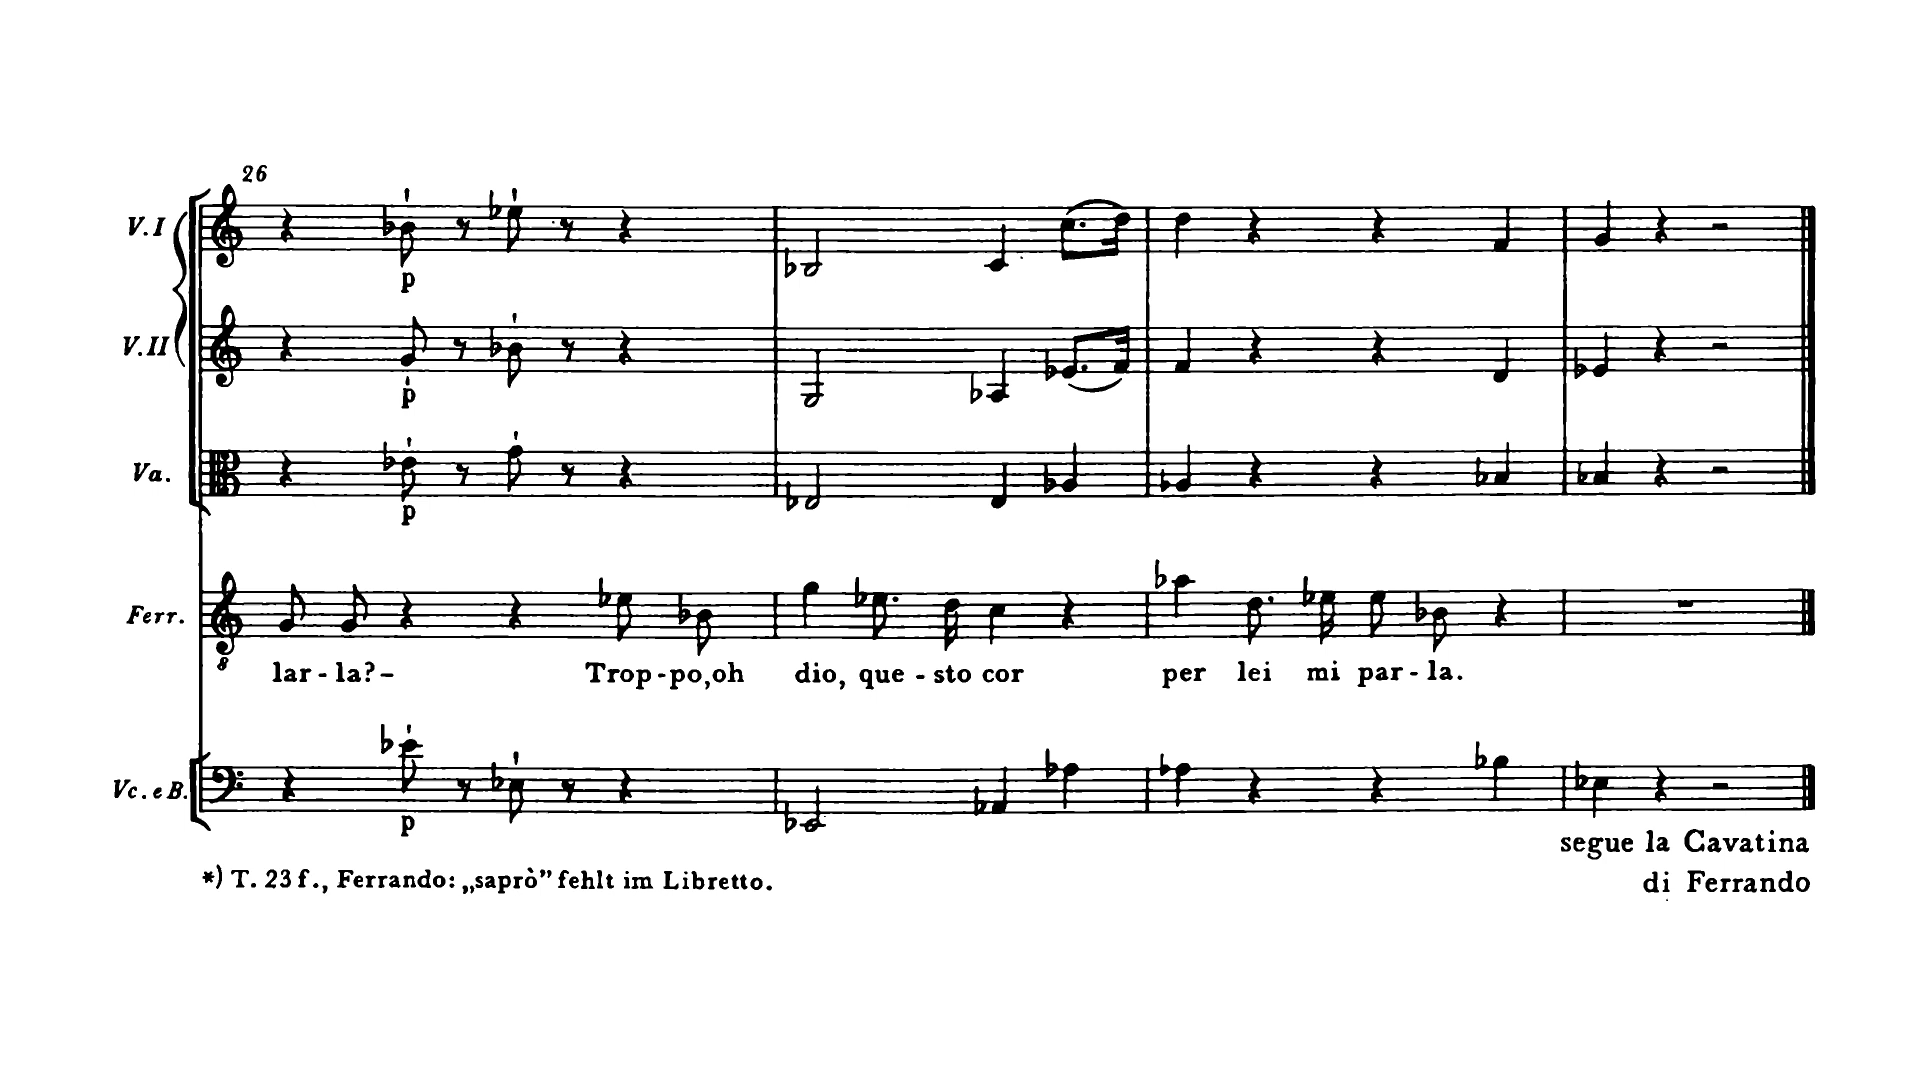 26
V. I
p
V. II
p
Va.
p
Ferr.
8
lar - la? – Trop - po, oh dio, que - sto cor per lei mi par - la.
Vc. e B.
p
segue la Cavatina
di Ferrando
*) T. 23 f., Ferrando: „saprò” fehlt im Libretto.